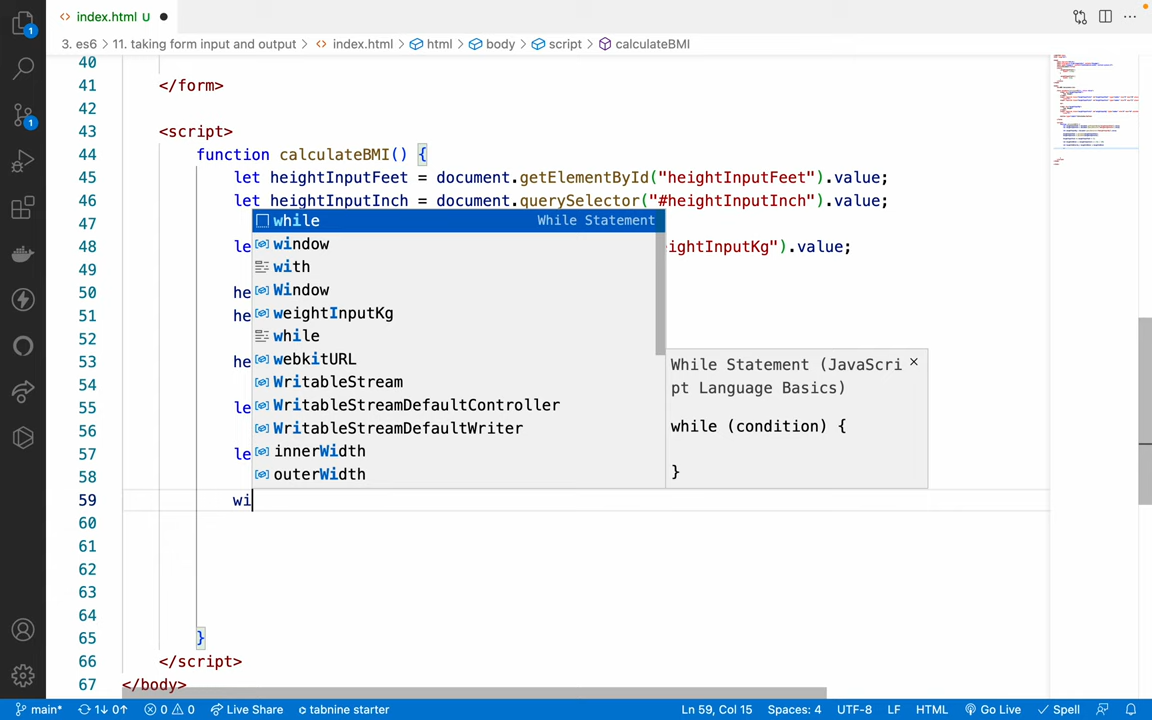 index.html U
3. es6 > 11. taking form input and output > index.html > html > body > script > calculateBMI
40
41 </form>
42
43 <script>
44 function calculateBMI() {
45 let heightInputFeet = document.getElementById("heightInputFeet").value;
46 let heightInputInch = document.querySelector("#heightInputInch").value;
47
48 le ightInputKg").value;
49
50 he
51 he
52
53 he
54
55 le
56
57 le
58
59 wi
60
61
62
63
64
65 }
66 </script>
67 </body>
while While Statement
window
with
Window
weightInputKg
while
webkitURL
WritableStream
WritableStreamDefaultController
WritableStreamDefaultWriter
innerWidth
outerWidth
While Statement (JavaScri
pt Language Basics)
while (condition) {
}
1
1
main* 1↓ 0↑ 0 0 Live Share tabnine starter Ln 59, Col 15 Spaces: 4 UTF-8 LF HTML Go Live Spell